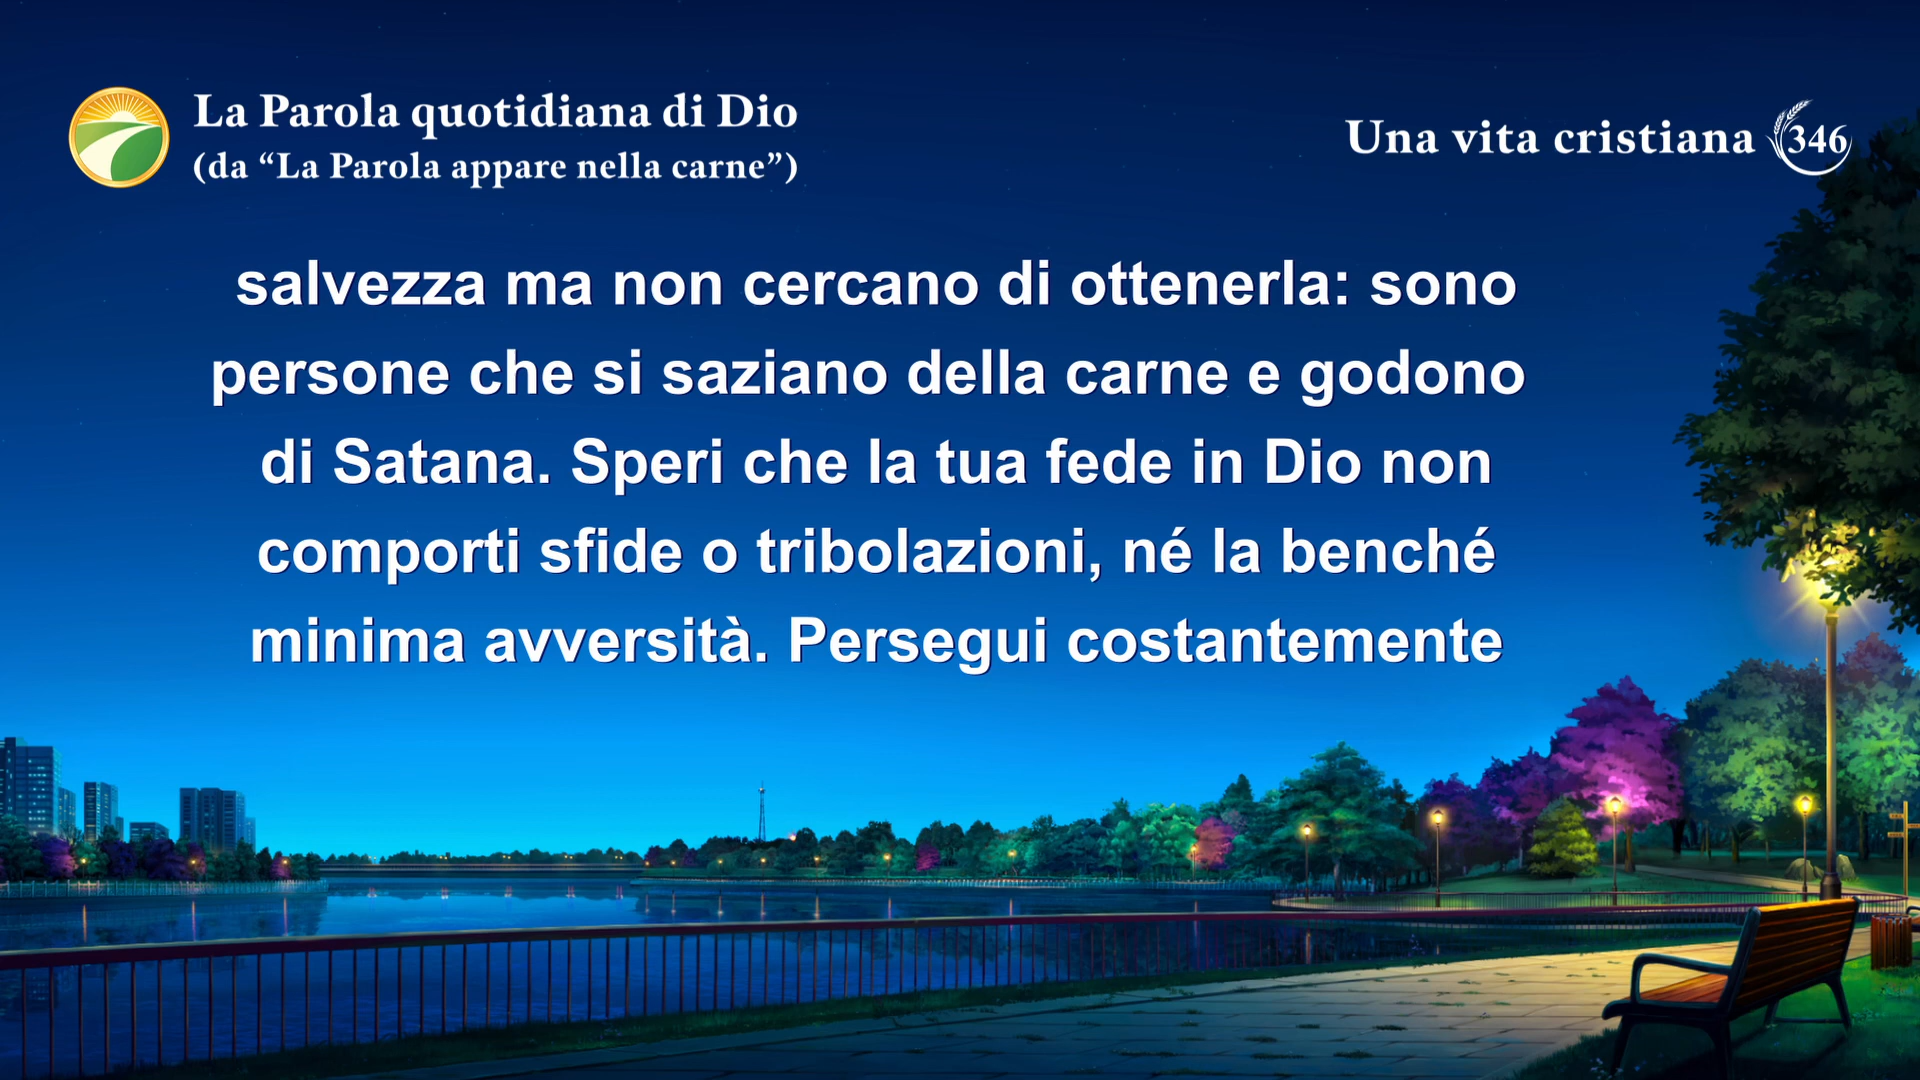 La Parola quotidiana di Dio
(da “La Parola appare nella carne”)
Una vita cristiana 346
salvezza ma non cercano di ottenerla: sono
persone che si saziano della carne e godono
di Satana. Speri che la tua fede in Dio non
comporti sfide o tribolazioni, né la benché
minima avversità. Persegui costantemente